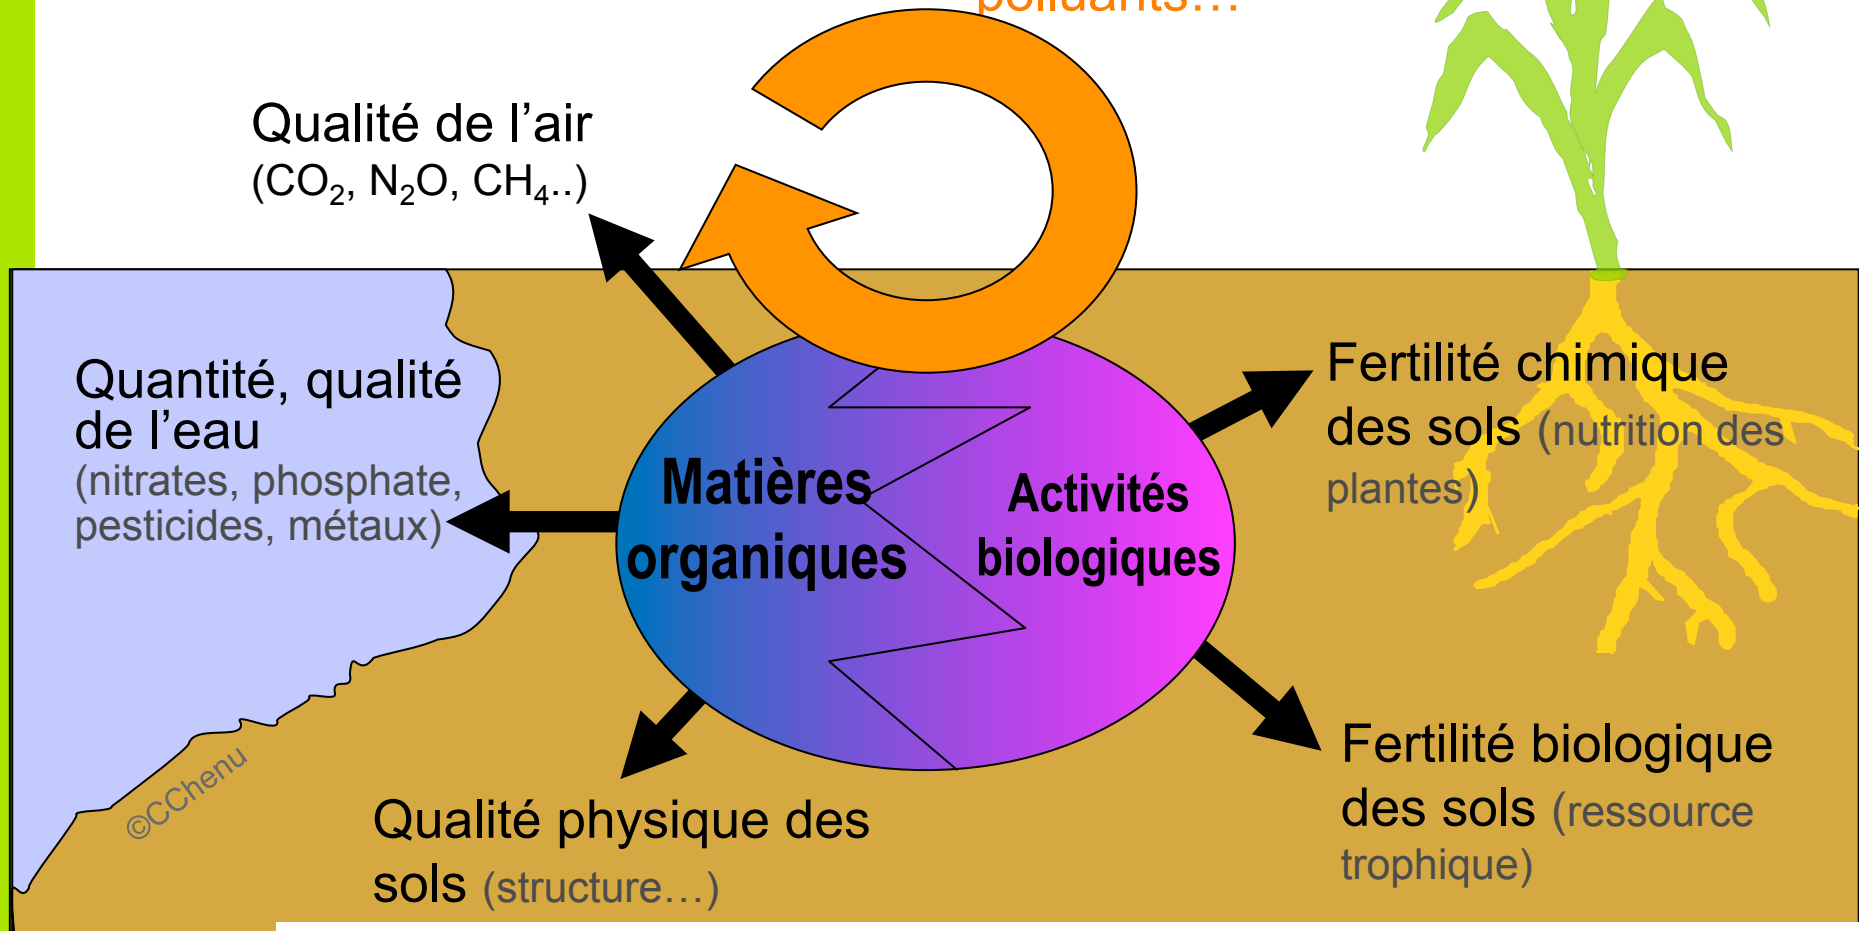 polluants…
Qualité de l’air
(CO₂, N₂O, CH₄..)
Quantité, qualité
de l’eau
(nitrates, phosphate,
pesticides, métaux)
Matières
organiques
Activités
biologiques
Fertilité chimique
des sols (nutrition des
plantes)
Fertilité biologique
des sols (ressource
trophique)
Qualité physique des
sols (structure…)
©CChenu